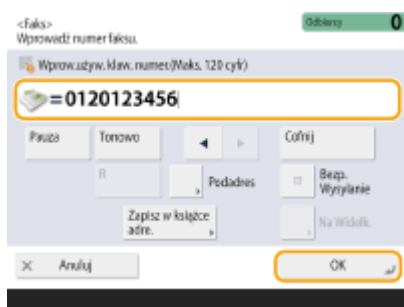 <Faks>
Wprowadź numer faksu.
Odbiorcy 0
Wprow.używ.klaw. numer.(Maks. 120 cyfr)
=0120123456
Pauza Tonowo Cofnij
R Podadres Bezp. Wysyłanie
Zapisz w książce adre. Na Widełk.
Anuluj OK